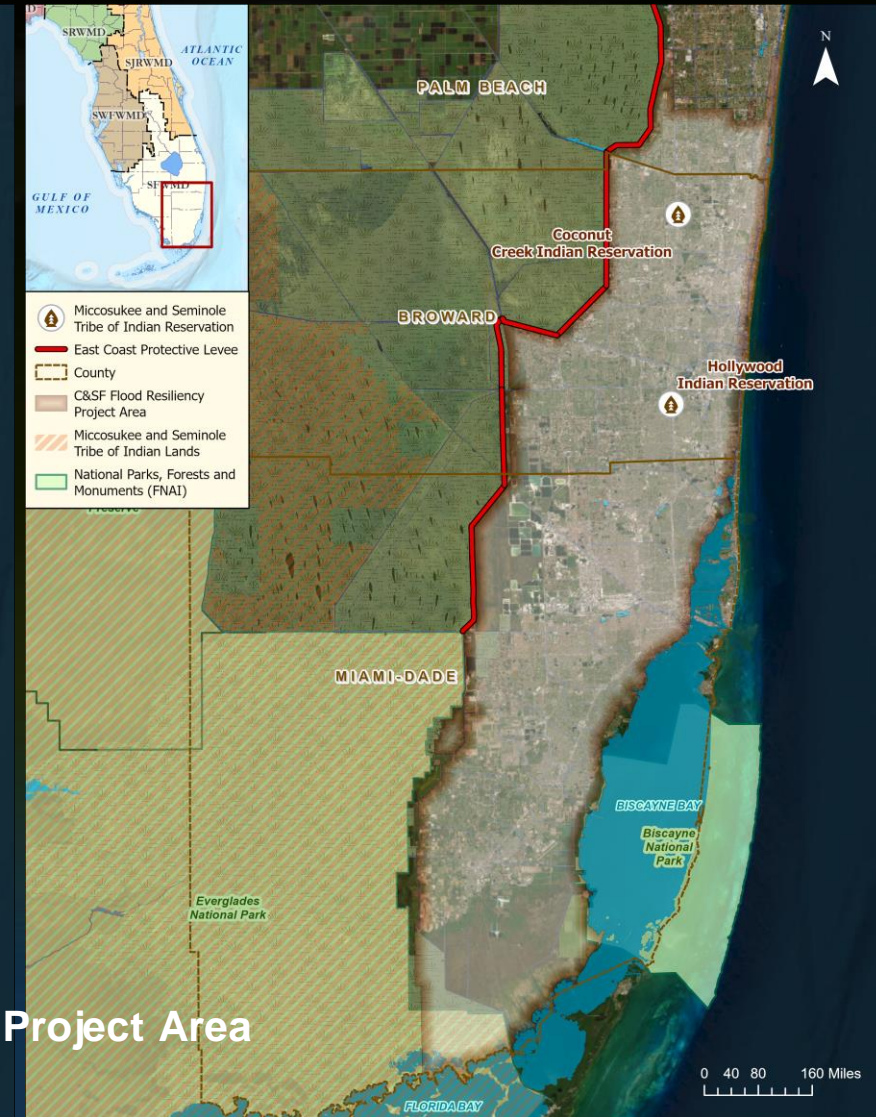 D
SRWMD
SJRWMD
ATLANTIC
OCEAN
SWFWMD
SFWMD
GULF OF
MEXICO
Miccosukee and Seminole
Tribe of Indian Reservation
East Coast Protective Levee
County
C&SF Flood Resiliency
Project Area
Miccosukee and Seminole
Tribe of Indian Lands
National Parks, Forests and
Monuments (FNAI)
Preserve
N
PALM BEACH
Coconut
Creek Indian Reservation
BROWARD
Hollywood
Indian Reservation
MIAMI-DADE
BISCAYNE BAY
Biscayne
National
Park
Everglades
National Park
Project Area
0 40 80 160 Miles
FLORIDA BAY